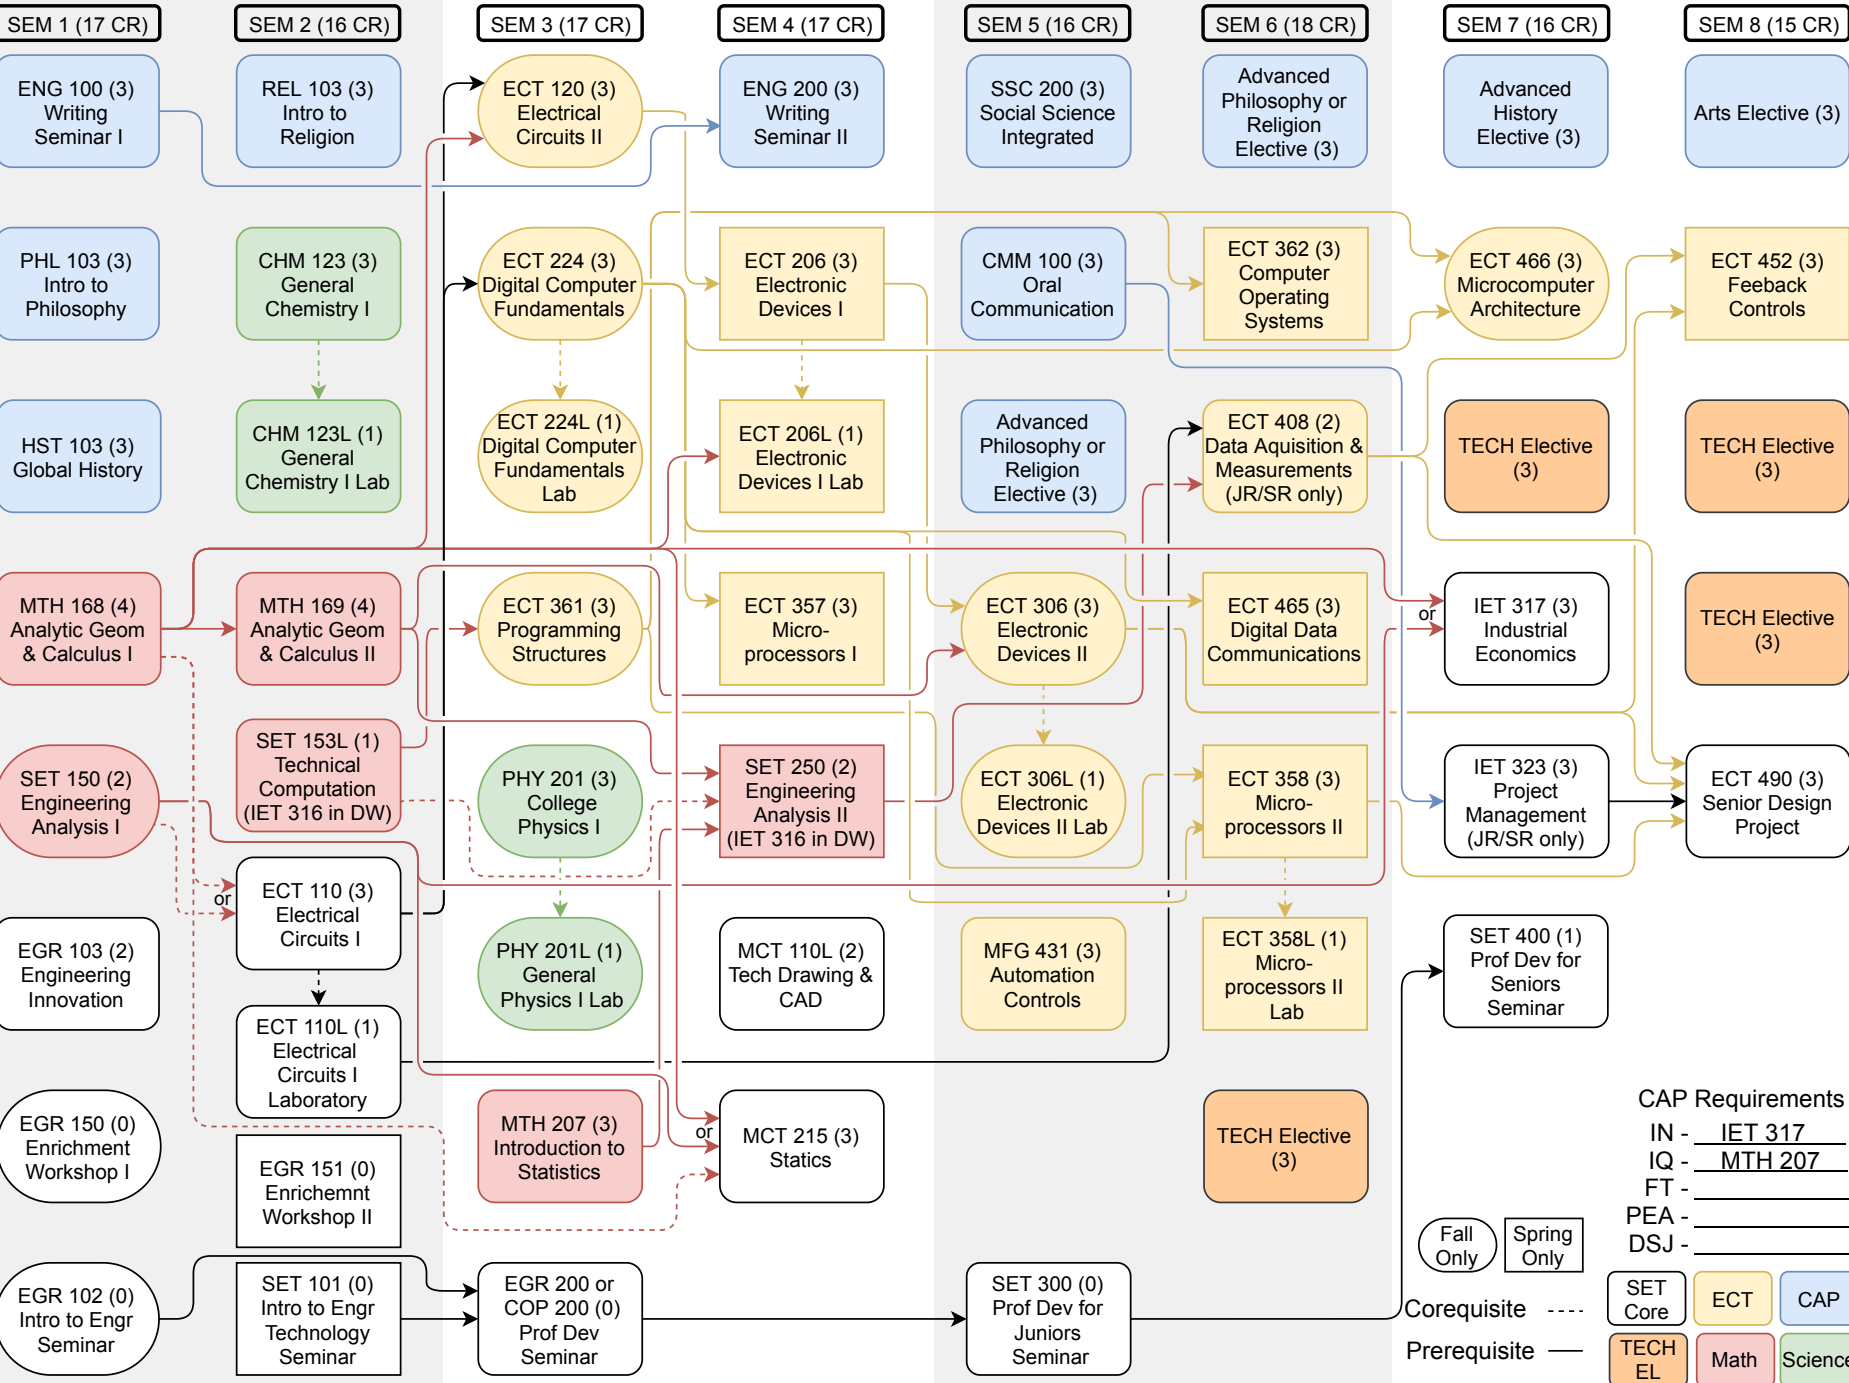 SEM 1 (17 CR)
SEM 2 (16 CR)
SEM 3 (17 CR)
SEM 4 (17 CR)
SEM 5 (16 CR)
SEM 6 (18 CR)
SEM 7 (16 CR)
SEM 8 (15 CR)
ENG 100 (3)
Writing
Seminar I
REL 103 (3)
Intro to
Religion
ECT 120 (3)
Electrical
Circuits II
ENG 200 (3)
Writing
Seminar II
SSC 200 (3)
Social Science
Integrated
Advanced
Philosophy or
Religion
Elective (3)
Advanced
History
Elective (3)
Arts Elective (3)
PHL 103 (3)
Intro to
Philosophy
CHM 123 (3)
General
Chemistry I
ECT 224 (3)
Digital Computer
Fundamentals
ECT 206 (3)
Electronic
Devices I
CMM 100 (3)
Oral
Communication
ECT 362 (3)
Computer
Operating
Systems
ECT 466 (3)
Microcomputer
Architecture
ECT 452 (3)
Feeback
Controls
HST 103 (3)
Global History
CHM 123L (1)
General
Chemistry I Lab
ECT 224L (1)
Digital Computer
Fundamentals
Lab
ECT 206L (1)
Electronic
Devices I Lab
Advanced
Philosophy or
Religion
Elective (3)
ECT 408 (2)
Data Aquisition &
Measurements
(JR/SR only)
TECH Elective
(3)
TECH Elective
(3)
MTH 168 (4)
Analytic Geom
& Calculus I
MTH 169 (4)
Analytic Geom
& Calculus II
ECT 361 (3)
Programming
Structures
ECT 357 (3)
Micro-
processors I
ECT 306 (3)
Electronic
Devices II
ECT 465 (3)
Digital Data
Communications
or
IET 317 (3)
Industrial
Economics
TECH Elective
(3)
SET 150 (2)
Engineering
Analysis I
SET 153L (1)
Technical
Computation
(IET 316 in DW)
PHY 201 (3)
College
Physics I
SET 250 (2)
Engineering
Analysis II
(IET 316 in DW)
ECT 306L (1)
Electronic
Devices II Lab
ECT 358 (3)
Micro-
processors II
IET 323 (3)
Project
Management
(JR/SR only)
ECT 490 (3)
Senior Design
Project
or
ECT 110 (3)
Electrical
Circuits I
EGR 103 (2)
Engineering
Innovation
PHY 201L (1)
General
Physics I Lab
MCT 110L (2)
Tech Drawing &
CAD
MFG 431 (3)
Automation
Controls
ECT 358L (1)
Micro-
processors II
Lab
SET 400 (1)
Prof Dev for
Seniors
Seminar
ECT 110L (1)
Electrical
Circuits I
Laboratory
EGR 150 (0)
Enrichment
Workshop I
EGR 151 (0)
Enrichemnt
Workshop II
MTH 207 (3)
Introduction to
Statistics
or
MCT 215 (3)
Statics
TECH Elective
(3)
CAP Requirements
IN - IET 317
IQ - MTH 207
FT -
PEA -
DSJ -
EGR 102 (0)
Intro to Engr
Seminar
SET 101 (0)
Intro to Engr
Technology
Seminar
EGR 200 or
COP 200 (0)
Prof Dev
Seminar
SET 300 (0)
Prof Dev for
Juniors
Seminar
Fall
Only
Spring
Only
Corequisite
Prerequisite
SET
Core
ECT
CAP
TECH
EL
Math
Science